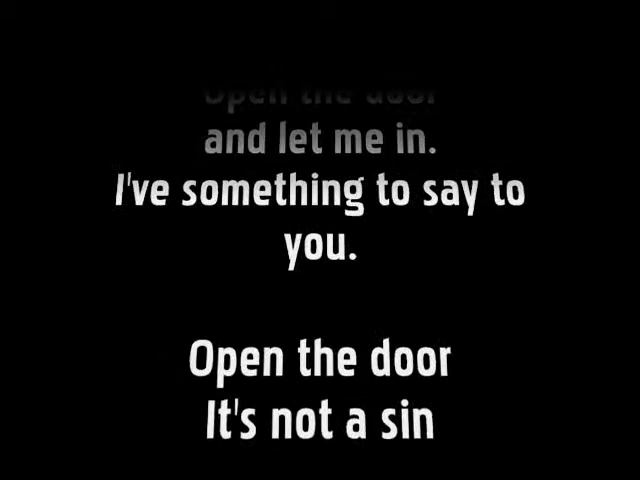 Open the door
and let me in.
I've something to say to
you.
Open the door
It's not a sin